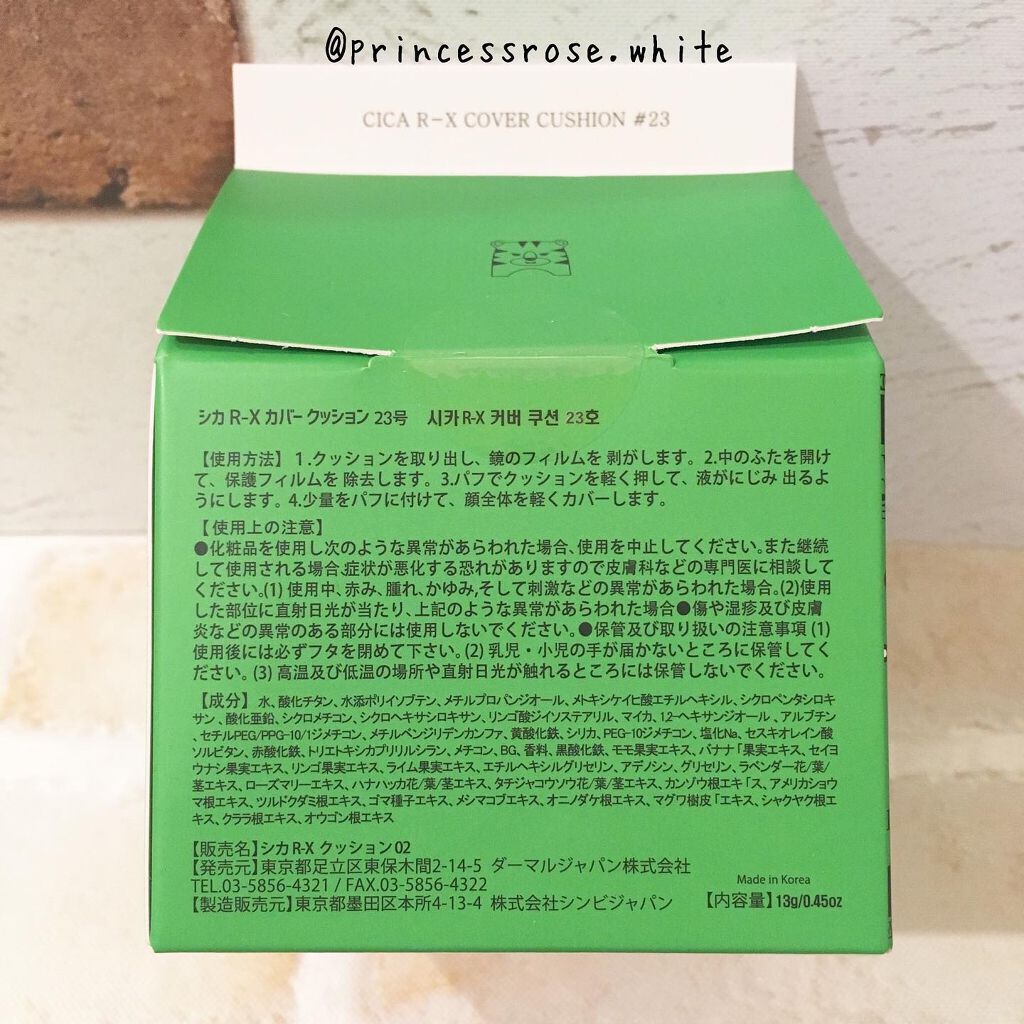 @princessrose.white
CICA R-X COVER CUSHION #23
シカ R-X カバー クッション 23号 시카 R-X 커버 쿠션 23호
【使用方法】 1.クッションを取り出し、鏡のフィルムを 剥がします。 2.中のふたを開け
て、保護フィルムを 除去します。 3.パフでクッションを軽く押して、液がにじみ 出るよ
うにします。 4.少量をパフに付けて、顔全体を軽くカバーします。
【使用上の注意】
●化粧品を使用し次のような異常があらわれた場合、使用を中止してください。また継続
して使用される場合、症状が悪化する恐れがありますので皮膚科などの専門医に相談して
ください。(1) 使用中、赤み、腫れ、かゆみ、そして刺激などの異常があらわれた場合。(2)使用
した部位に直射日光が当たり、上記のような異常があらわれた場合●傷や湿疹及び皮膚
炎などの異常のある部分には使用しないでください。●保管及び取り扱いの注意事項 (1)
使用後には必ずフタを閉めて下さい。(2) 乳児・小児の手が届かないところに保管してく
ださい。(3) 高温及び低温の場所や直射日光が触れるところには保管しないでください。
【成分】 水、酸化チタン、水添ポリイソブテン、メチルプロパンジオール、メトキシケイヒ酸エチルヘキシル、シクロペンタシロキ
サン 、酸化亜鉛、シクロメチコン、シクロヘキサシロキサン、リンゴ酸ジイソステアリル、マイカ、1,2-ヘキサンジオール 、アルブチン
、セチルPEG/PPG-10/1ジメチコン、メチルベンジリデンカンファ、黄酸化鉄、シリカ、PEG-10ジメチコン、塩化Na、セスキオレイン酸
ソルビタン、赤酸化鉄、トリエトキシカプリリルシラン、メチコン、BG、香料、黒酸化鉄、モモ果実エキス、バナナ「果実エキス、セイヨ
ウナシ果実エキス、リンゴ果実エキス、ライム果実エキス、エチルヘキシルグリセリン、アデノシン、グリセリン、ラベンダー花/葉/
茎エキス、ローズマリーエキス、ハナハッカ花/葉/茎エキス、タチジャコウソウ花/葉/茎エキス、カンゾウ根エキ「ス、アメリカショウ
マ根エキス、ツルドクダミ根エキス、ゴマ種子エキス、メシマコブエキス、オニノダケ根エキス、マグワ樹皮「エキス、シャクヤク根エ
キス、クララ根エキス、オウゴン根エキス
【販売名】シカ R-X クッション 02
【発売元】東京都足立区東保木間2-14-5 ダーマルジャパン株式会社
TEL.03-5856-4321 / FAX.03-5856-4322
【製造販売元】東京都墨田区本所4-13-4 株式会社シンビジャパン
Made in Korea
【内容量】13g/0.45oz